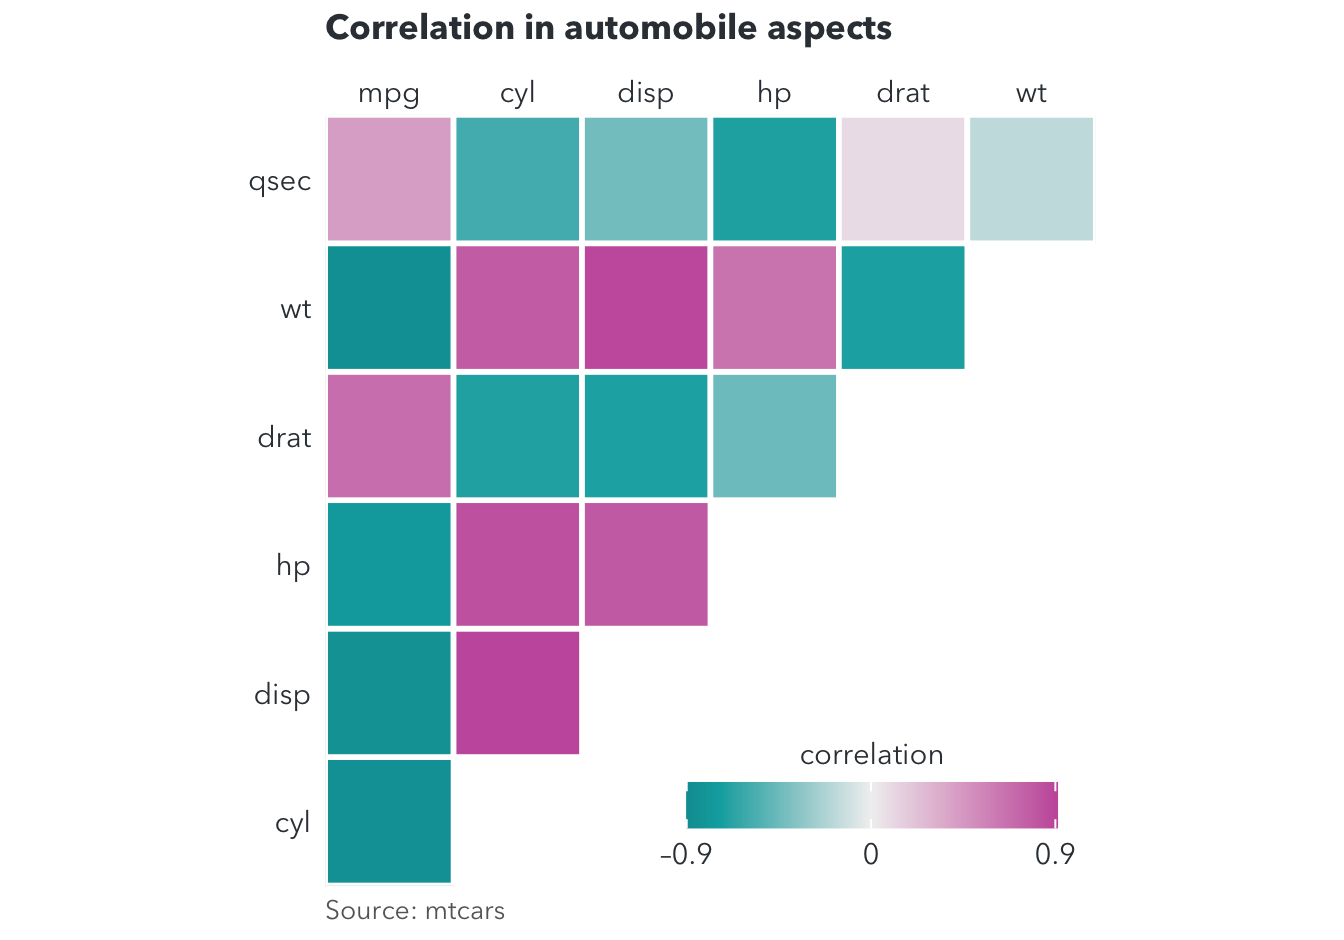 Correlation in automobile aspects
mpg cyl disp hp drat wt
qsec
wt
drat
hp
disp
cyl
correlation
–0.9 0 0.9
Source: mtcars